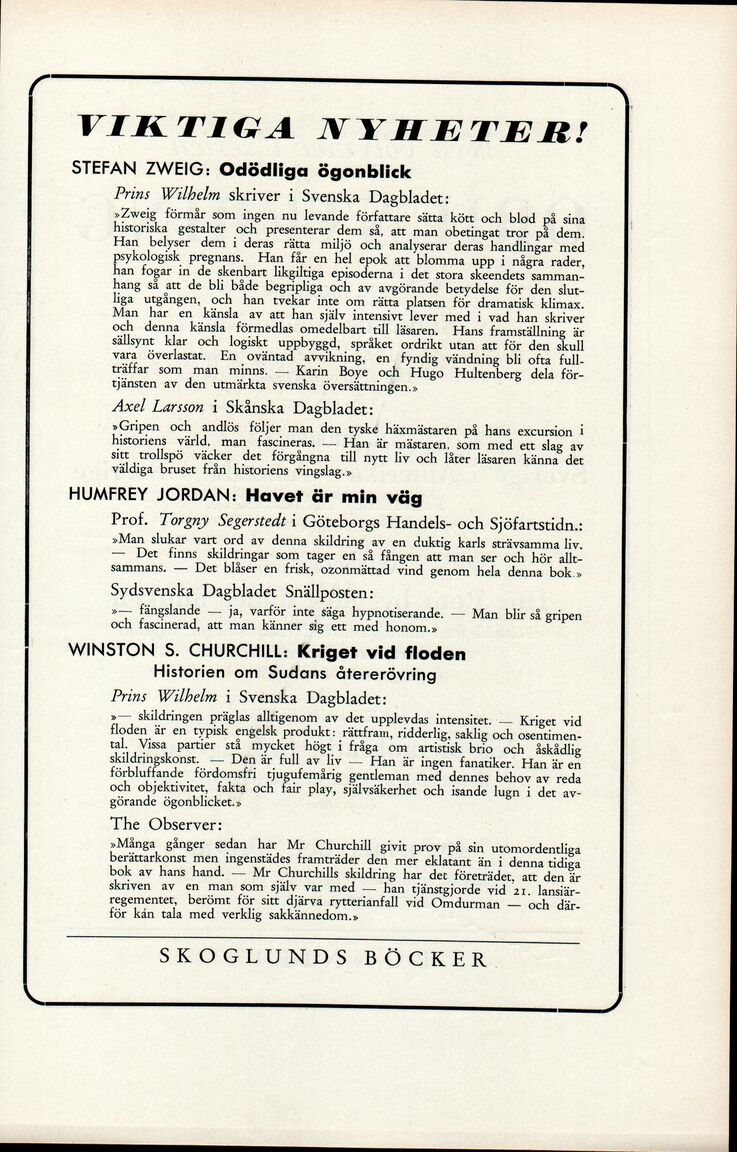 VIKTIGA NYHETER!
STEFAN ZWEIG: Odödliga ögonblick
Prins Wilhelm skriver i Svenska Dagbladet:
»Zweig förmår som ingen nu levande författare sätta kött och blod på sina
historiska gestalter och presenterar dem så, att man obetingat tror på dem.
Han belyser dem i deras rätta miljö och analyserar deras handlingar med
psykologisk pregnans. Han får en hel epok att blomma upp i några rader,
han fogar in de skenbart likgiltiga episoderna i det stora skeendets samman-
hang så att de bli både begripliga och av avgörande betydelse för den slut-
liga utgången, och han tvekar inte om rätta platsen för dramatisk klimax.
Man har en känsla av att han själv intensivt lever med i vad han skriver
och denna känsla förmedlas omedelbart till läsaren. Hans framställning är
sällsynt klar och logiskt uppbyggd, språket ordrikt utan att för den skull
vara överlastat. En oväntad avvikning, en fyndig vändning bli ofta full-
träffar som man minns. — Karin Boye och Hugo Hultenberg dela för-
tjänsten av den utmärkta svenska översättningen.»
Axel Larsson i Skånska Dagbladet:
»Gripen och andlös följer man den tyske häxmästaren på hans excursion i
historiens värld, man fascineras. — Han är mästaren, som med ett slag av
sitt trollspö väcker det förgångna till nytt liv och låter läsaren känna det
väldiga bruset från historiens vingslag.»
HUMFREY JORDAN: Havet är min väg
Prof. Torgny Segerstedt i Göteborgs Handels- och Sjöfartstidn.:
»Man slukar vart ord av denna skildring av en duktig karls strävsamma liv.
— Det finns skildringar som tager en så fången att man ser och hör allt-
sammans. — Det blåser en frisk, ozonmättad vind genom hela denna bok.»
Sydsvenska Dagbladet Snällposten:
»— fängslande — ja, varför inte säga hypnotiserande. — Man blir så gripen
och fascinerad, att man känner sig ett med honom.»
WINSTON S. CHURCHILL: Kriget vid floden
Historien om Sudans återerövring
Prins Wilhelm i Svenska Dagbladet:
»— skildringen präglas alltigenom av det upplevdas intensitet. — Kriget vid
floden är en typisk engelsk produkt: rättfram, ridderlig, saklig och osentimen-
tal. Vissa partier stå mycket högt i fråga om artistisk brio och åskådlig
skildringskonst. — Den är full av liv — Han är ingen fanatiker. Han är en
förbluffande fördomsfri tjugufemårig gentleman med dennes behov av reda
och objektivitet, fakta och fair play, självsäkerhet och isande lugn i det av-
görande ögonblicket.»
The Observer:
»Många gånger sedan har Mr Churchill givit prov på sin utomordentliga
berättarkonst men ingenstädes framträder den mer eklatant än i denna tidiga
bok av hans hand. — Mr Churchills skildring har det företrädet, att den är
skriven av en man som själv var med — han tjänstgjorde vid 21. lansiär-
regementet, berömt för sitt djärva rytterianfall vid Omdurman — och där-
för kan tala med verklig sakkännedom.»
SKOGLUNDS BÖCKER